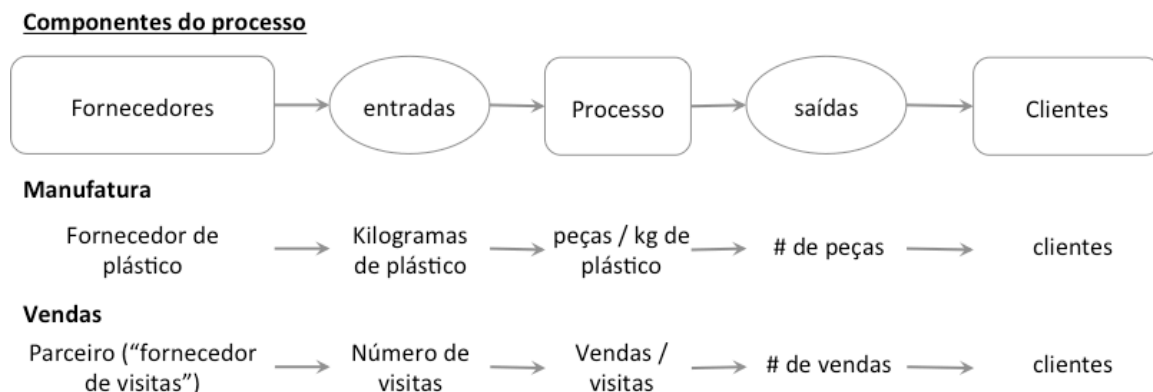 Componentes do processo
Fornecedores
entradas
Processo
saídas
Clientes
Manufatura
Fornecedor de
plástico
Kilogramas
de plástico
peças / kg de
plástico
# de peças
clientes
Vendas
Parceiro (“fornecedor
de visitas”)
Número de
visitas
Vendas /
visitas
# de vendas
clientes